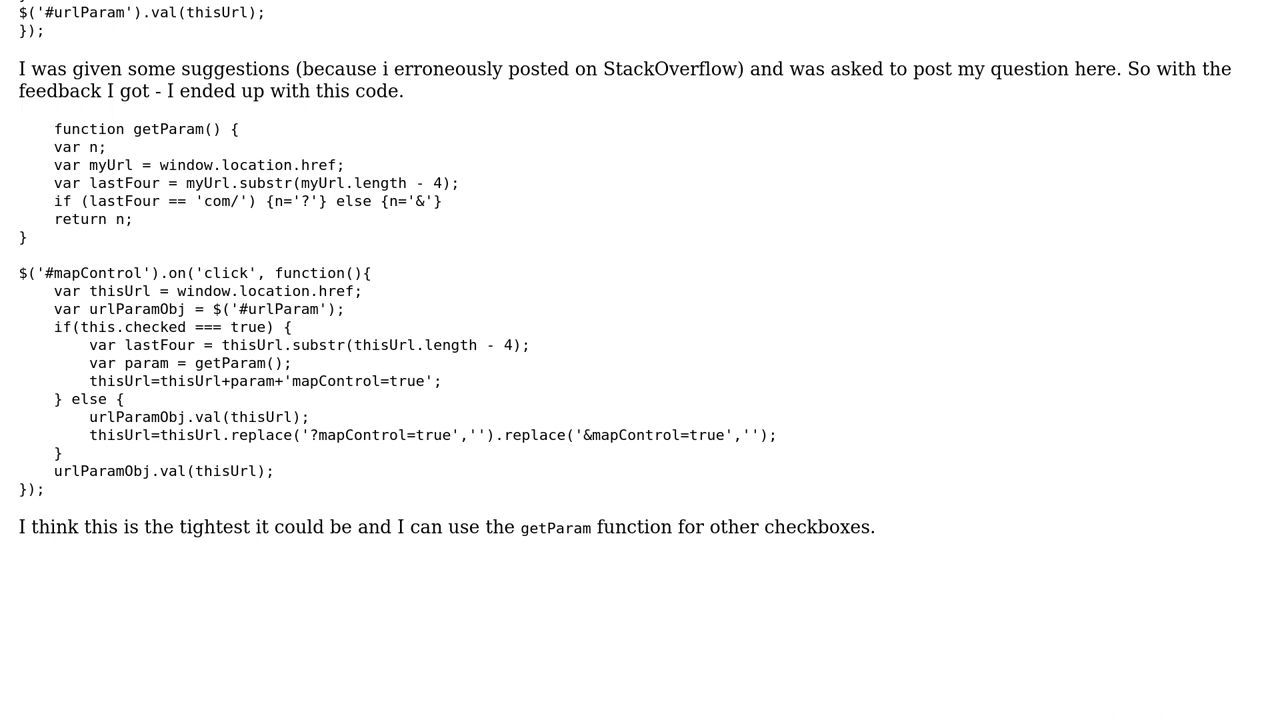 $('#urlParam').val(thisUrl);
});
I was given some suggestions (because i erroneously posted on StackOverflow) and was asked to post my question here. So with the
feedback I got - I ended up with this code.
function getParam() {
var n;
var myUrl = window.location.href;
var lastFour = myUrl.substr(myUrl.length - 4);
if (lastFour == 'com/') {n='?'} else {n='&'}
return n;
}
$('#mapControl').on('click', function(){
var thisUrl = window.location.href;
var urlParamObj = $('#urlParam');
if(this.checked === true) {
var lastFour = thisUrl.substr(thisUrl.length - 4);
var param = getParam();
thisUrl=thisUrl+param+'mapControl=true';
} else {
urlParamObj.val(thisUrl);
thisUrl=thisUrl.replace('?mapControl=true','').replace('&mapControl=true','');
}
urlParamObj.val(thisUrl);
});
I think this is the tightest it could be and I can use the getParam function for other checkboxes.